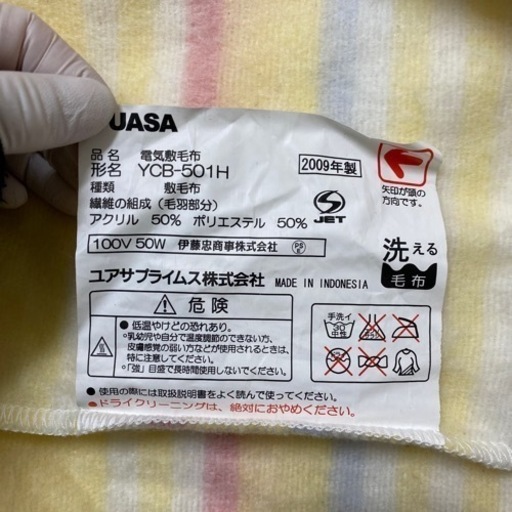 UASA
品名 電気敷毛布
形名 YCB-501H
2009年製
種類 敷毛布
繊維の組成（毛羽部分）
アクリル 50% ポリエステル 50%
JET
矢印が頭の
方向です。
100V 50W 伊藤忠商事株式会社
PS
E
洗える
毛布
ユアサプライムス株式会社 MADE IN INDONESIA
危険
●低温やけどの恐れあり。
○乳幼児や自分で温度調節のできない方、
皮膚感覚の弱い方などが使用されるときは、
特に注意してください。
○「強」目盛で長時間使用しないでください。
手洗イ
30
中性
●使用の際には取扱説明書をよく読んで使ってください。
●ドライクリーニングは、絶対におやめください。